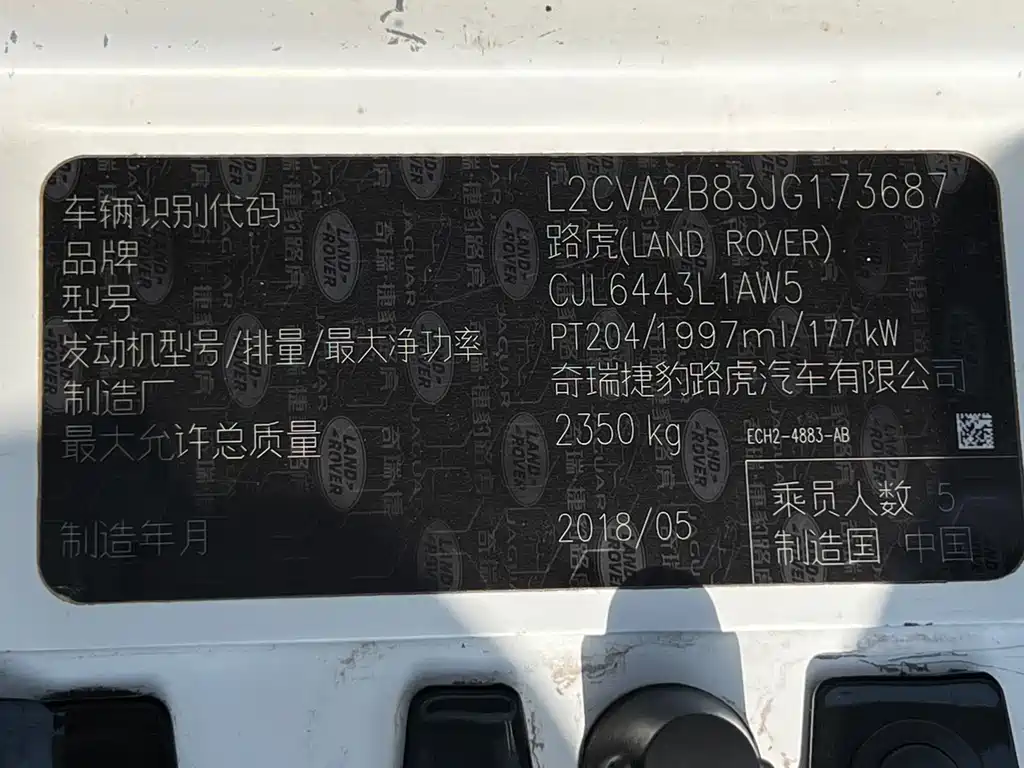 车辆识别代码 L2CVA2B83JG173687
品牌 路虎(LAND ROVER)
型号 CJL6443L1AW5
发动机型号/排量/最大净功率 PT204/1997ml/177kW
制造厂 奇瑞捷豹路虎汽车有限公司
最大允许总质量 2350 kg ECH2-4883-AB
乘员人数 5
制造年月 2018/05
制造国 中国